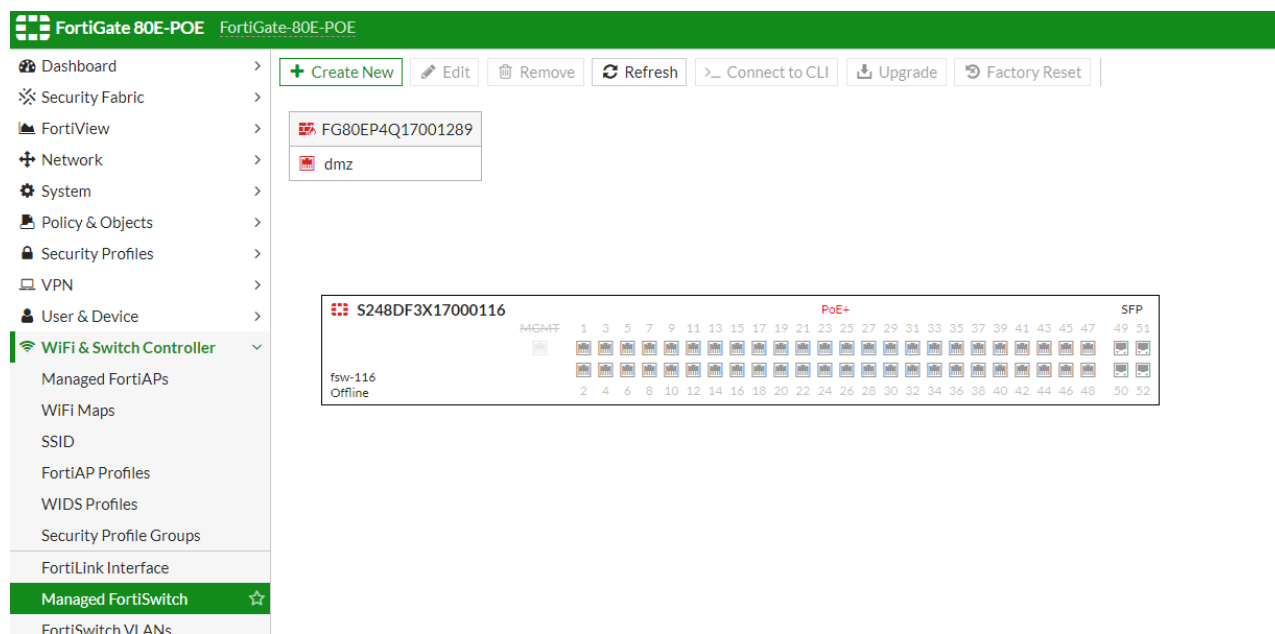 FortiGate 80E-POE FortiGate-80E-POE
Dashboard
Security Fabric
FortiView
Network
System
Policy & Objects
Security Profiles
VPN
User & Device
WiFi & Switch Controller
Managed FortiAPs
WiFi Maps
SSID
FortiAP Profiles
WIDS Profiles
Security Profile Groups
FortiLink Interface
Managed FortiSwitch
FortiSwitch VLANs
Create New Edit Remove Refresh >_ Connect to CLI Upgrade Factory Reset
FG80EP4Q17001289
dmz
S248DF3X17000116 PoE+ SFP
MGMT 1 3 5 7 9 11 13 15 17 19 21 23 25 27 29 31 33 35 37 39 41 43 45 47 49 51
fsw-116
Offline 2 4 6 8 10 12 14 16 18 20 22 24 26 28 30 32 34 36 38 40 42 44 46 48 50 52